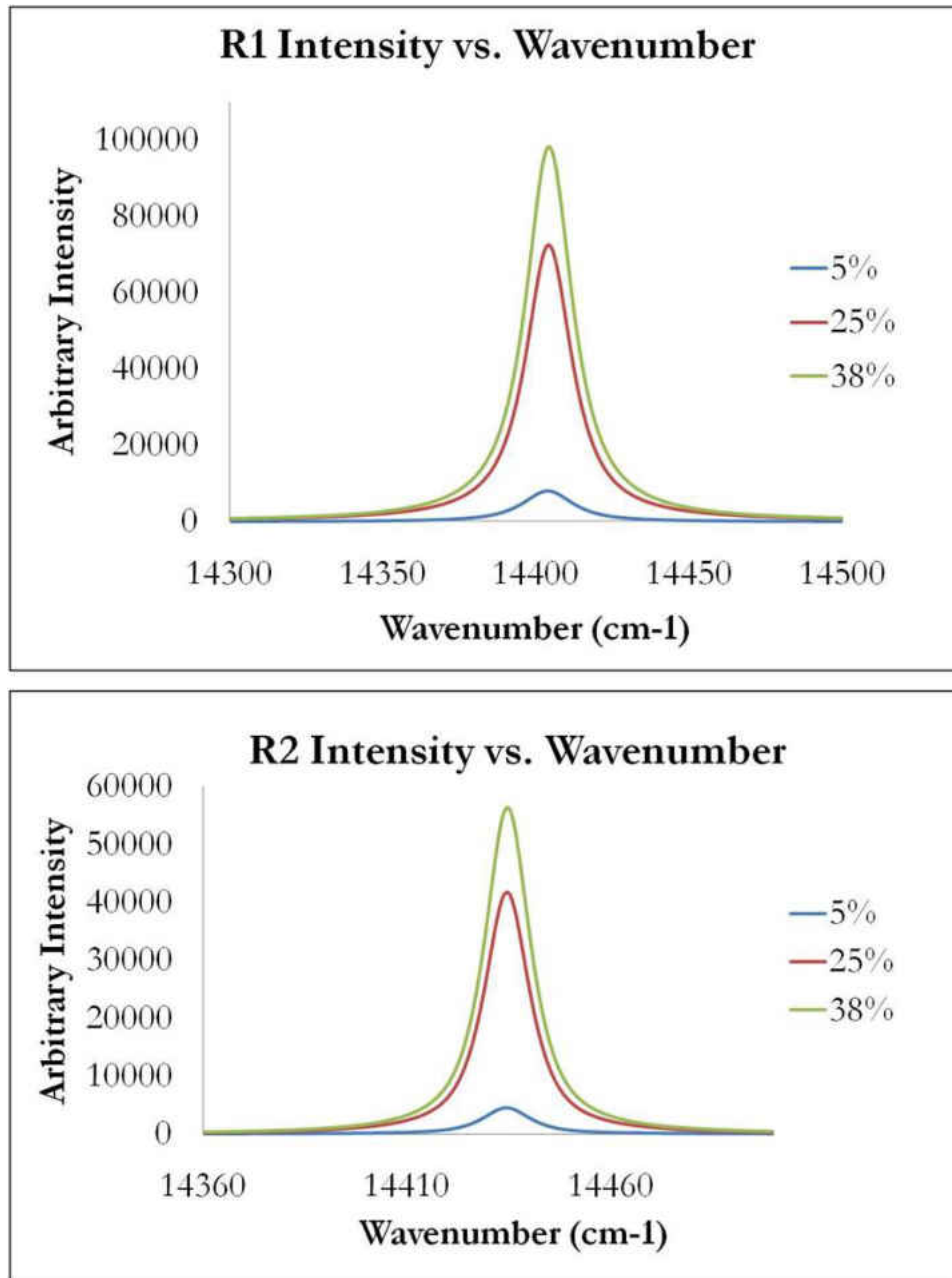 R1 Intensity vs. Wavenumber
Arbitrary Intensity
100000
80000
60000
40000
20000
0
14300 14350 14400 14450 14500
Wavenumber (cm-1)
5%
25%
38%
R2 Intensity vs. Wavenumber
Arbitrary Intensity
60000
50000
40000
30000
20000
10000
0
14360 14410 14460
Wavenumber (cm-1)
5%
25%
38%